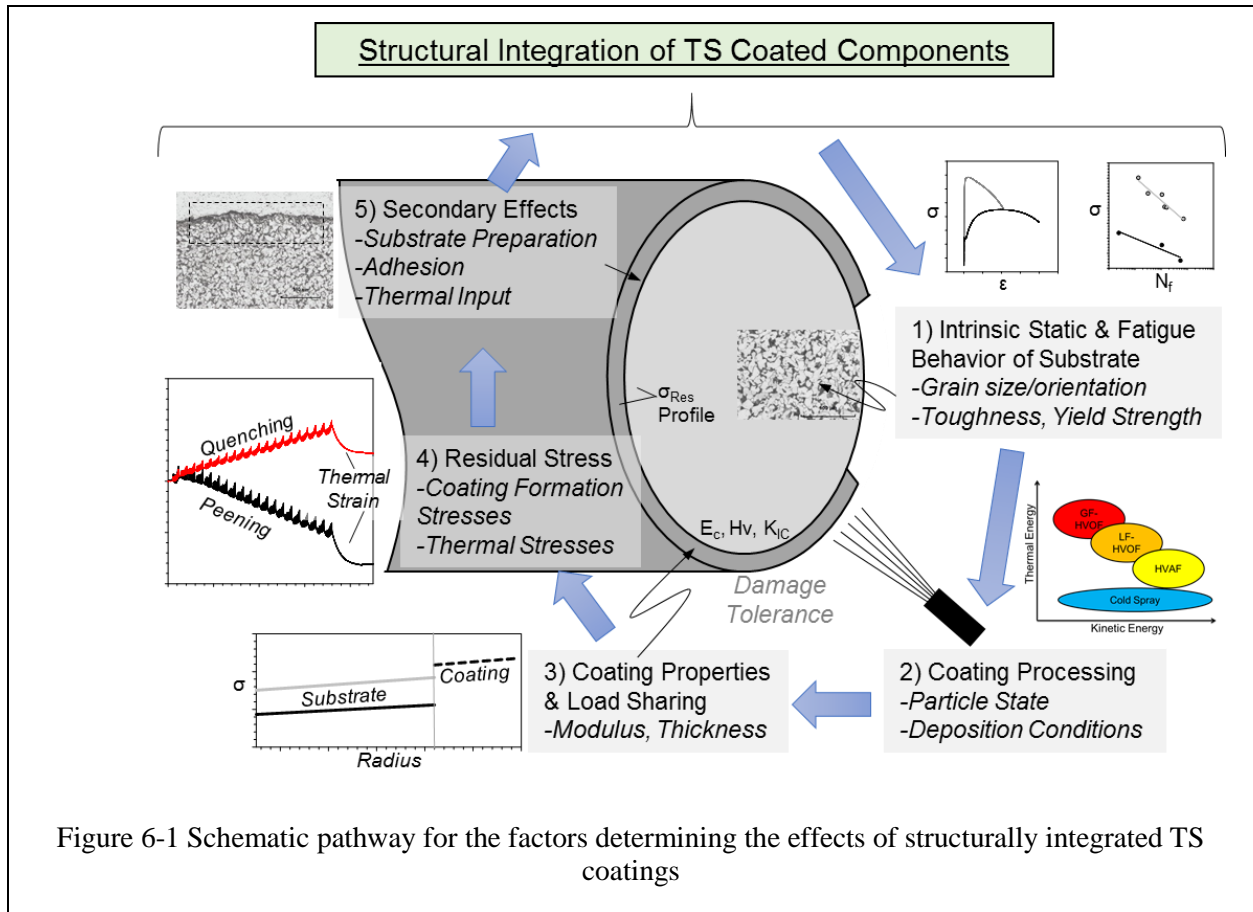 Structural Integration of TS Coated Components
5) Secondary Effects
-Substrate Preparation
-Adhesion
-Thermal Input
σ
ε
σ
Nf
1) Intrinsic Static & Fatigue
Behavior of Substrate
-Grain size/orientation
-Toughness, Yield Strength
σRes
Profile
Quenching
Thermal
Strain
Peening
4) Residual Stress
-Coating Formation
Stresses
-Thermal Stresses
Ec, Hv, KIC
Damage
Tolerance
Thermal Energy
GF-
HVOF
LF-
HVOF
HVAF
Cold Spray
Kinetic Energy
σ
Substrate
Coating
Radius
3) Coating Properties
& Load Sharing
-Modulus, Thickness
2) Coating Processing
-Particle State
-Deposition Conditions
Figure 6-1 Schematic pathway for the factors determining the effects of structurally integrated TS
coatings